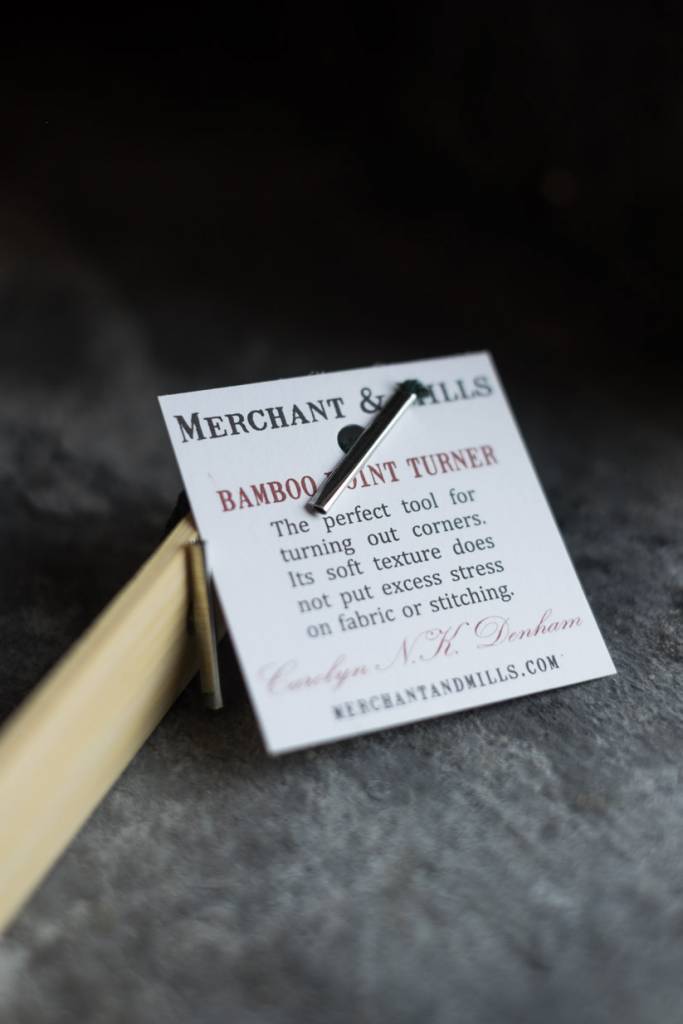 MERCHANT & MILLS
BAMBOO POINT TURNER
The perfect tool for
turning out corners.
Its soft texture does
not put excess stress
on fabric or stitching.
Carolyn N.K. Denham
MERCHANTANDMILLS.COM